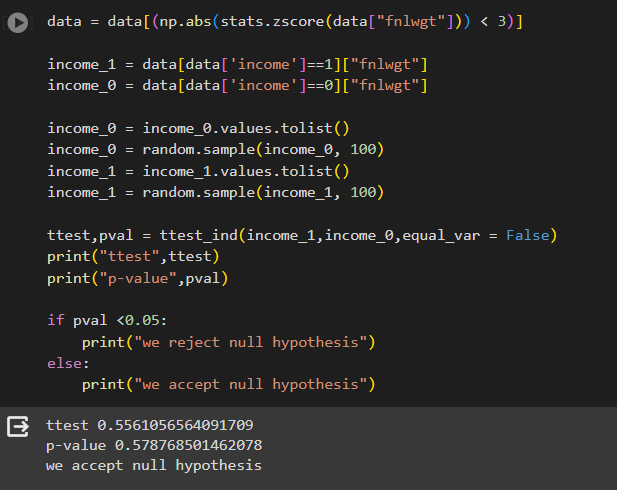 data = data[(np.abs(stats.zscore(data["fnlwgt"])) < 3)]
income_1 = data[data['income']==1]["fnlwgt"]
income_0 = data[data['income']==0]["fnlwgt"]
income_0 = income_0.values.tolist()
income_0 = random.sample(income_0, 100)
income_1 = income_1.values.tolist()
income_1 = random.sample(income_1, 100)
ttest,pval = ttest_ind(income_1,income_0,equal_var = False)
print("ttest",ttest)
print("p-value",pval)
if pval <0.05:
    print("we reject null hypothesis")
else:
    print("we accept null hypothesis")
ttest 0.5561056564091709
p-value 0.578768501462078
we accept null hypothesis